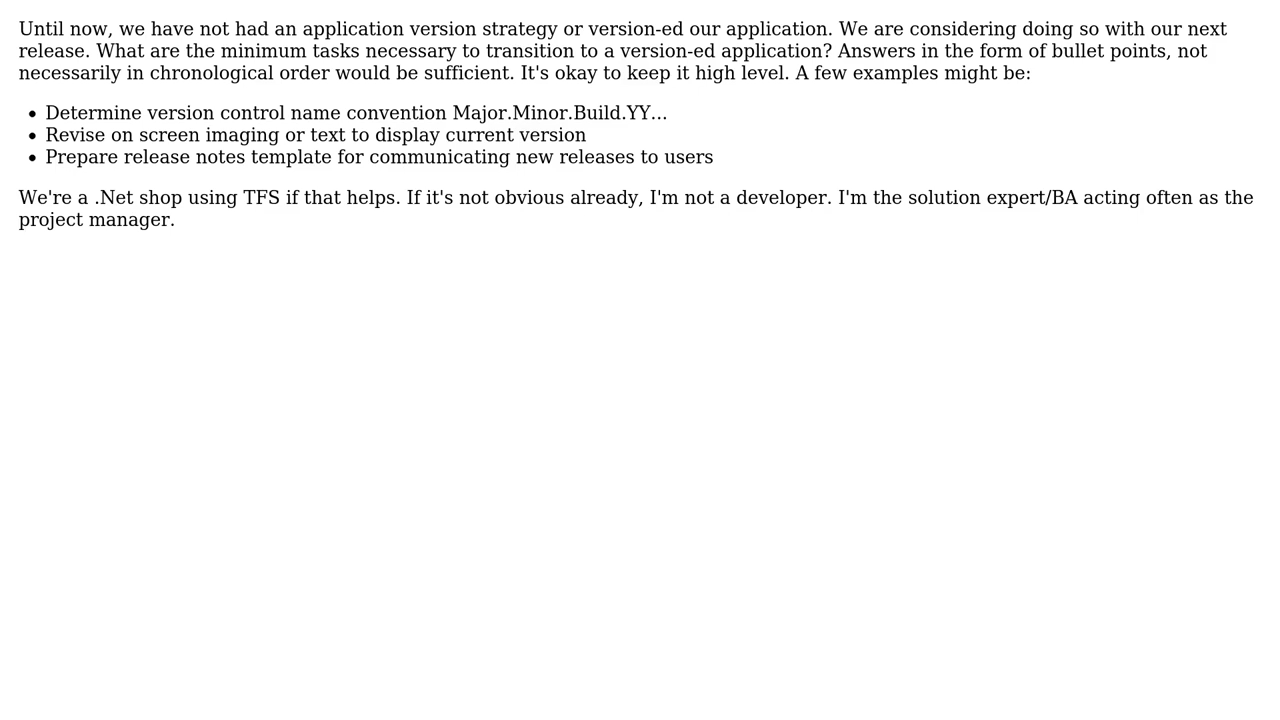 Until now, we have not had an application version strategy or version-ed our application. We are considering doing so with our next
release. What are the minimum tasks necessary to transition to a version-ed application? Answers in the form of bullet points, not
necessarily in chronological order would be sufficient. It's okay to keep it high level. A few examples might be:
• Determine version control name convention Major.Minor.Build.YY...
• Revise on screen imaging or text to display current version
• Prepare release notes template for communicating new releases to users
We're a .Net shop using TFS if that helps. If it's not obvious already, I'm not a developer. I'm the solution expert/BA acting often as the
project manager.